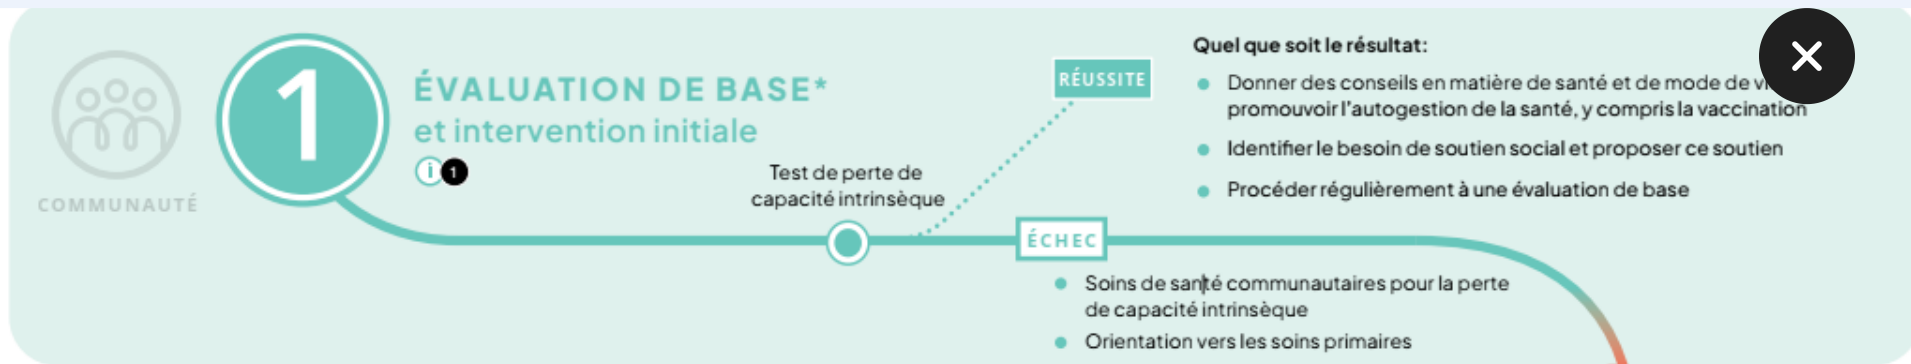 COMMUNAUTÉ
1
ÉVALUATION DE BASE*
et intervention initiale
i 1
Test de perte de
capacité intrinsèque
RÉUSSITE
Quel que soit le résultat:
Donner des conseils en matière de santé et de mode de
promouvoir l'autogestion de la santé, y compris la vaccination
Identifier le besoin de soutien social et proposer ce soutien
Procéder régulièrement à une évaluation de base
ÉCHEC
Soins de santé communautaires pour la perte
de capacité intrinsèque
Orientation vers les soins primaires